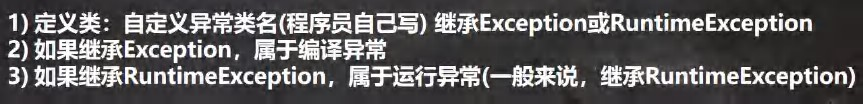 1) 定义类：自定义异常类名(程序员自己写) 继承Exception或RuntimeException
2) 如果继承Exception，属于编译异常
3) 如果继承RuntimeException，属于运行异常(一般来说，继承RuntimeException)